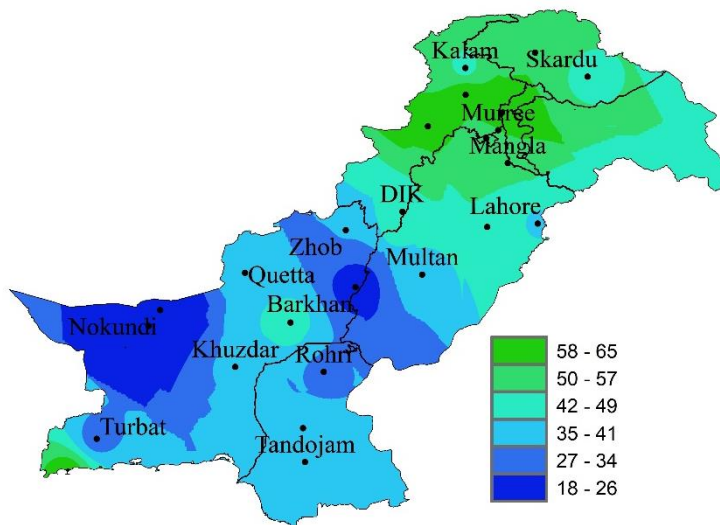 Kalam
Skardu
Murree
Mangla
DIK
Lahore
Zhob
Multan
Quetta
Barkhan
Nokundi
Khuzdar
Rohri
Turbat
Tandojam
58 - 65
50 - 57
42 - 49
35 - 41
27 - 34
18 - 26